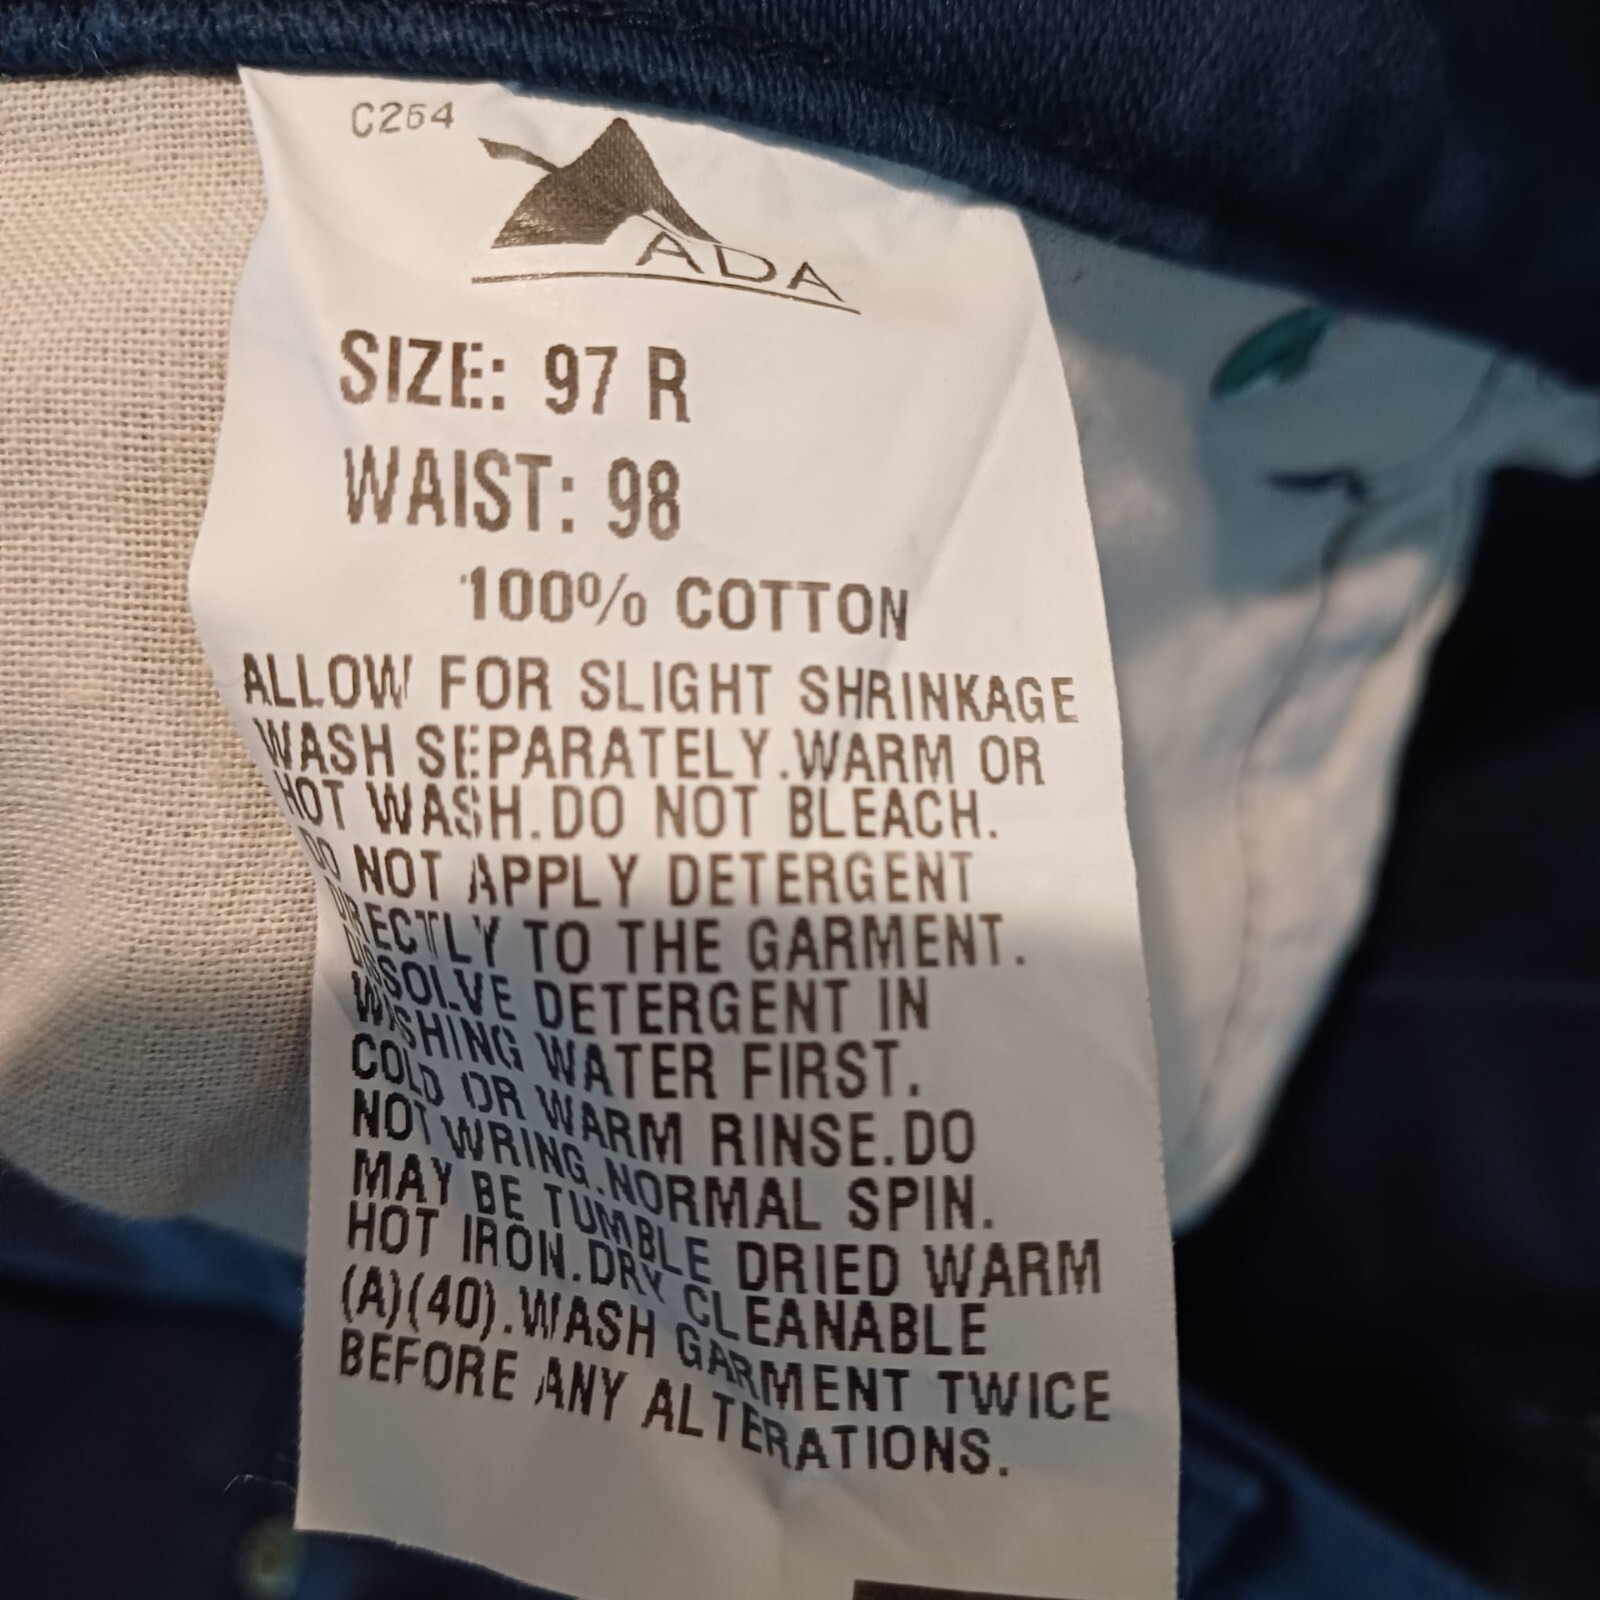 C264
ADA
SIZE: 97 R
WAIST: 98
100% COTTON
ALLOW FOR SLIGHT SHRINKAGE
WASH SEPARATELY.WARM OR
HOT WASH.DO NOT BLEACH.
DO NOT APPLY DETERGENT
DIRECTLY TO THE GARMENT.
DISSOLVE DETERGENT IN
WASHING WATER FIRST.
COLD OR WARM RINSE.DO
NOT WRING.NORMAL SPIN.
MAY BE TUMBLE DRIED WARM
HOT IRON.DRY CLEANABLE
(A)(40).WASH GARMENT TWICE
BEFORE ANY ALTERATIONS.